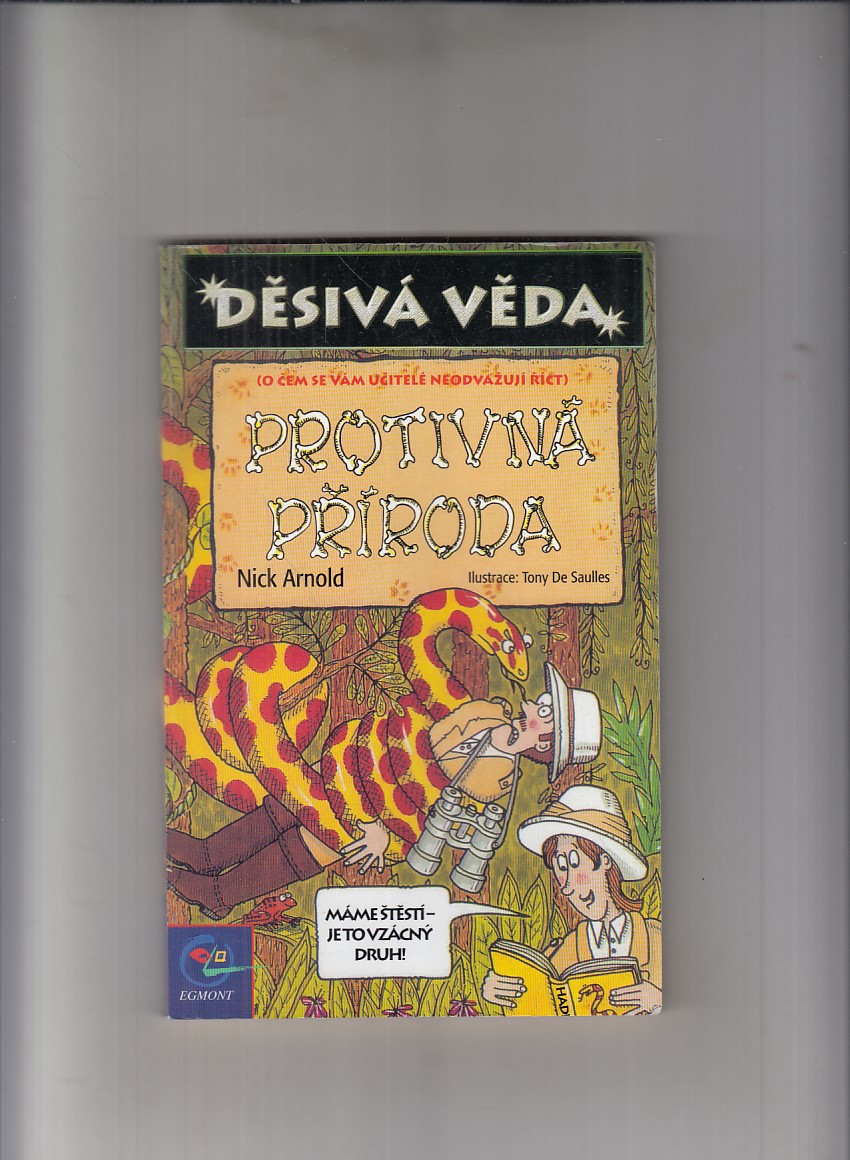 DĚSIVÁ VĚDA
(O ČEM SE VÁM UČITELÉ NEODVAŽUJÍ ŘÍCT)
PROTIVNÁ
PŘÍRODA
Nick Arnold
Ilustrace: Tony De Saulles
MÁME ŠTĚSTÍ –
JE TO VZÁCNÝ
DRUH!
HADI
EGMONT